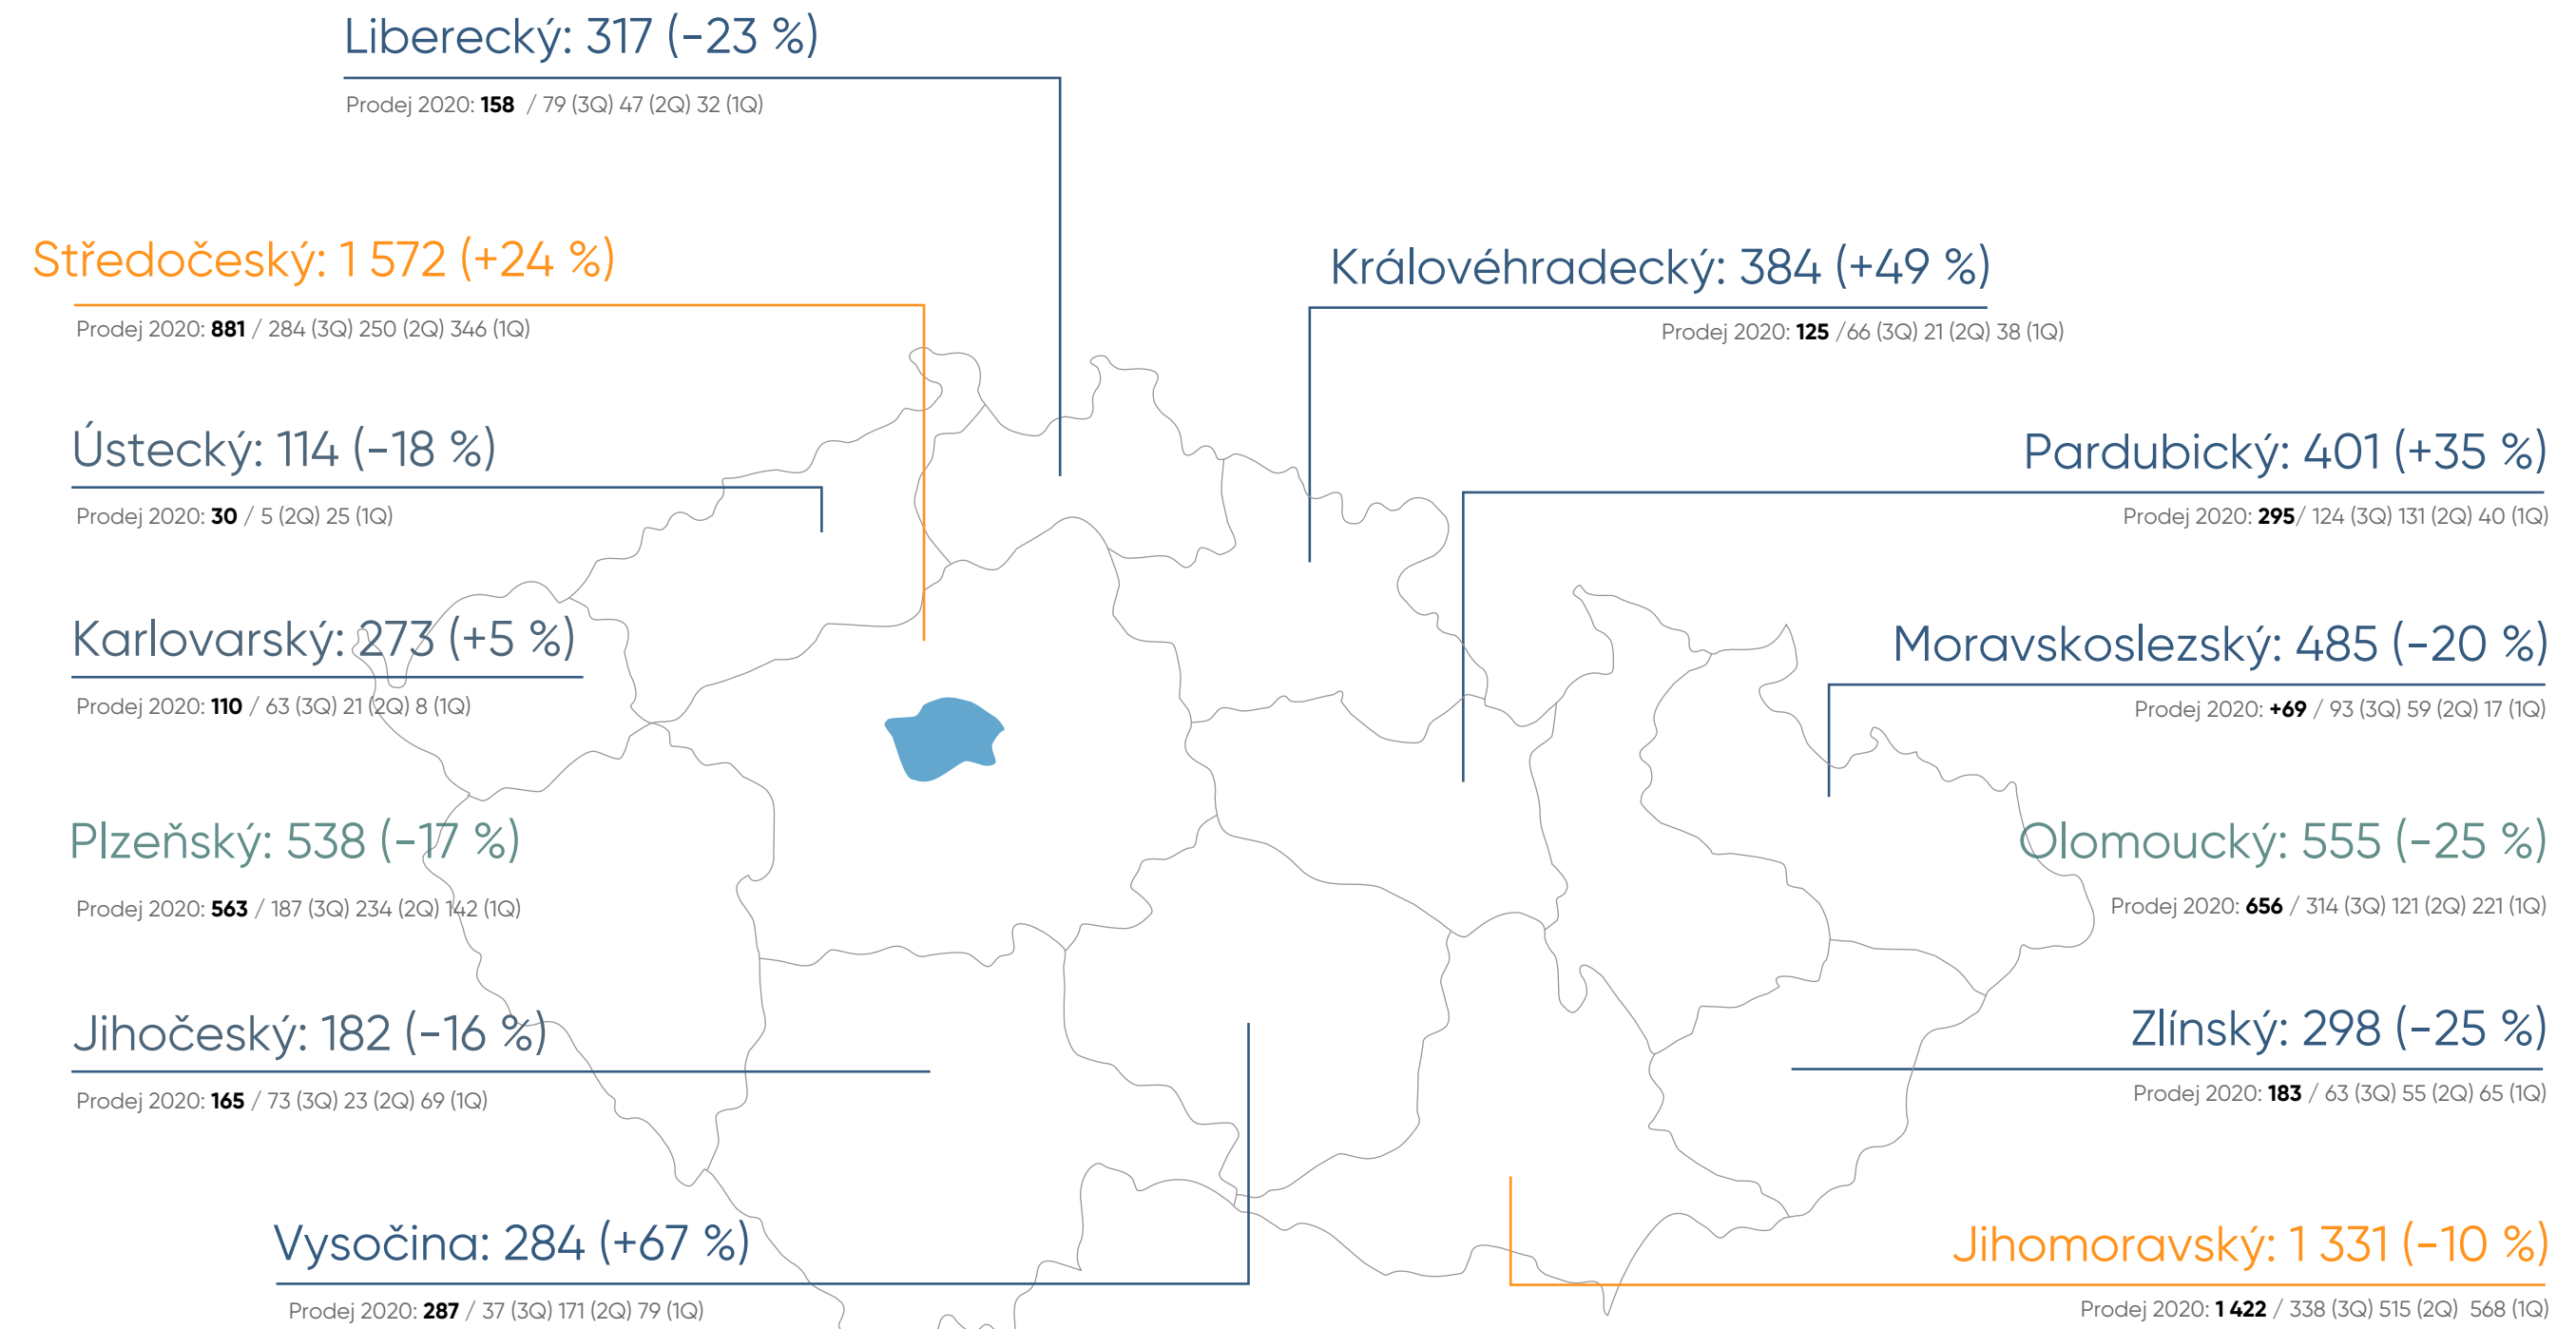 Liberecký: 317 (-23 %)
Prodej 2020: 158 / 79 (3Q) 47 (2Q) 32 (1Q)
Středočeský: 1 572 (+24 %)
Prodej 2020: 881 / 284 (3Q) 250 (2Q) 346 (1Q)
Královéhradecký: 384 (+49 %)
Prodej 2020: 125 /66 (3Q) 21 (2Q) 38 (1Q)
Ústecký: 114 (-18 %)
Prodej 2020: 30 / 5 (2Q) 25 (1Q)
Pardubický: 401 (+35 %)
Prodej 2020: 295/ 124 (3Q) 131 (2Q) 40 (1Q)
Karlovarský: 273 (+5 %)
Prodej 2020: 110 / 63 (3Q) 21 (2Q) 8 (1Q)
Moravskoslezský: 485 (-20 %)
Prodej 2020: +69 / 93 (3Q) 59 (2Q) 17 (1Q)
Plzeňský: 538 (-17 %)
Prodej 2020: 563 / 187 (3Q) 234 (2Q) 142 (1Q)
Olomoucký: 555 (-25 %)
Prodej 2020: 656 / 314 (3Q) 121 (2Q) 221 (1Q)
Jihočeský: 182 (-16 %)
Prodej 2020: 165 / 73 (3Q) 23 (2Q) 69 (1Q)
Zlínský: 298 (-25 %)
Prodej 2020: 183 / 63 (3Q) 55 (2Q) 65 (1Q)
Vysočina: 284 (+67 %)
Prodej 2020: 287 / 37 (3Q) 171 (2Q) 79 (1Q)
Jihomoravský: 1 331 (-10 %)
Prodej 2020: 1 422 / 338 (3Q) 515 (2Q) 568 (1Q)